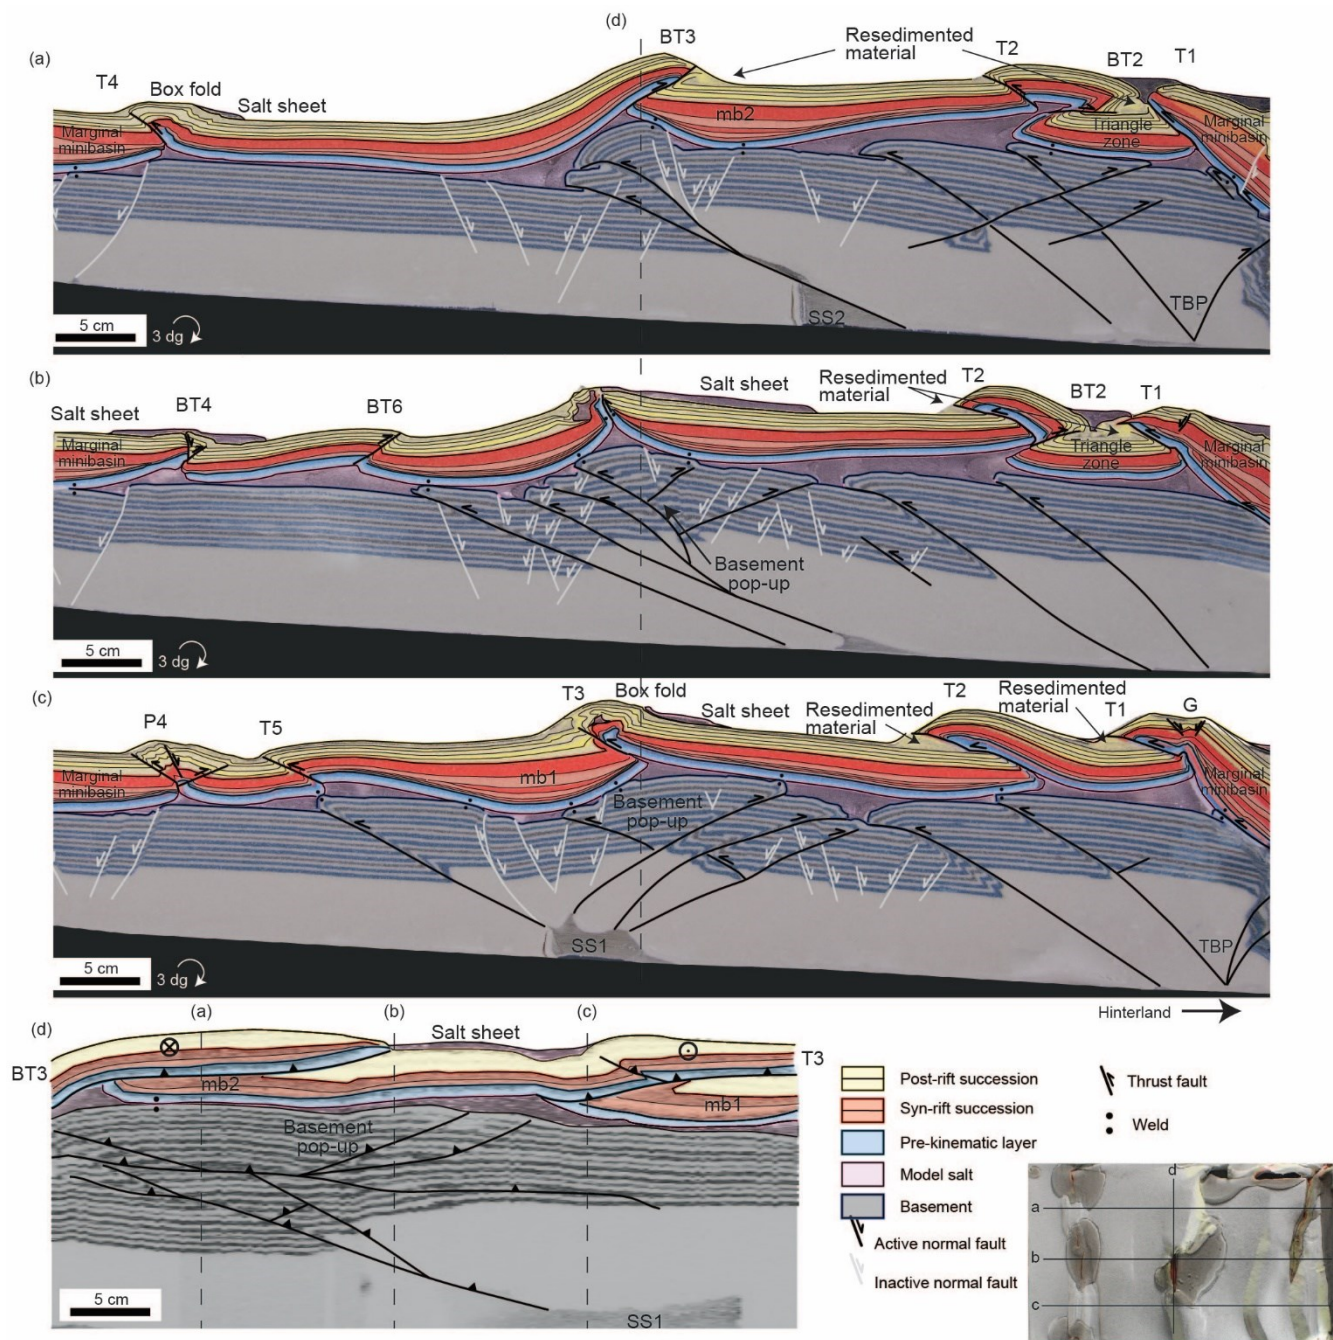 (d)
(a)
T4
Box fold
Salt sheet
BT3
Resedimented
material
T2
BT2
T1
Marginal
minibasin
mb2
Triangle
zone
Marginal
minibasin
SS2
TBP
5 cm
3 dg
(b)
Salt sheet
BT4
BT6
Salt sheet
Resedimented
material
T2
BT2
T1
Marginal
minibasin
Triangle
zone
Marginal
minibasin
Basement
pop-up
5 cm
3 dg
(c)
P4
T5
T3
Box fold
Salt sheet
Resedimented
material
T2
Resedimented
material
T1
G
Marginal
minibasin
mb1
Basement
pop-up
Marginal
minibasin
SS1
TBP
5 cm
3 dg
Hinterland
(d)
(a)
(b)
Salt sheet
(c)
BT3
mb2
T3
mb1
Basement
pop-up
5 cm
SS1
Post-rift succession
Syn-rift succession
Pre-kinematic layer
Model salt
Basement
Active normal fault
Inactive normal fault
Thrust fault
Weld
d
a
b
c